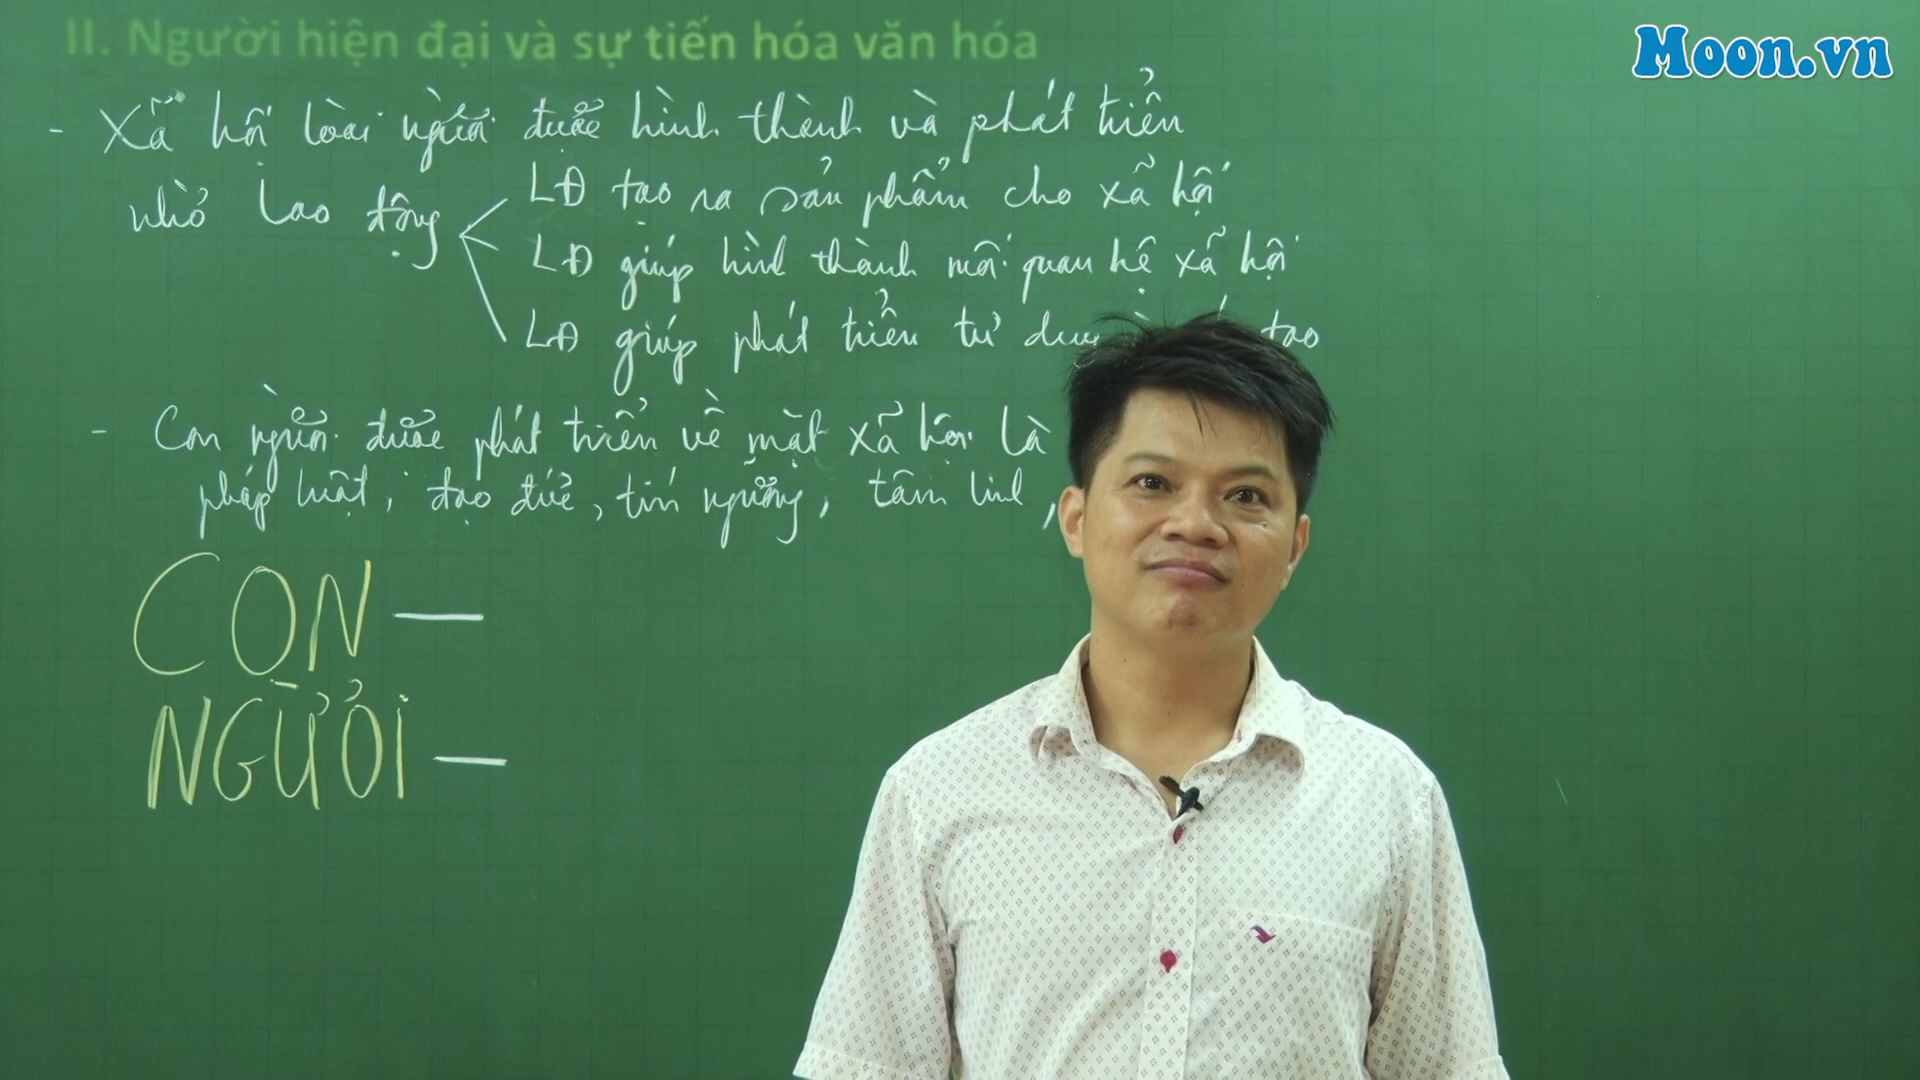 II. Người hiện đại và sự tiến hóa văn hóa
Moon.vn
- Xã hội loài người được hình thành và phát triển
nhờ lao động
LĐ tạo ra sản phẩm cho xã hội
LĐ giúp hình thành mối quan hệ xã hội
LĐ giúp phát triển tư duy tạo
- Con người được phát triển về mặt xã hội là
pháp luật, đạo đức, tín ngưỡng, tâm linh,
CON —
NGƯỜI —